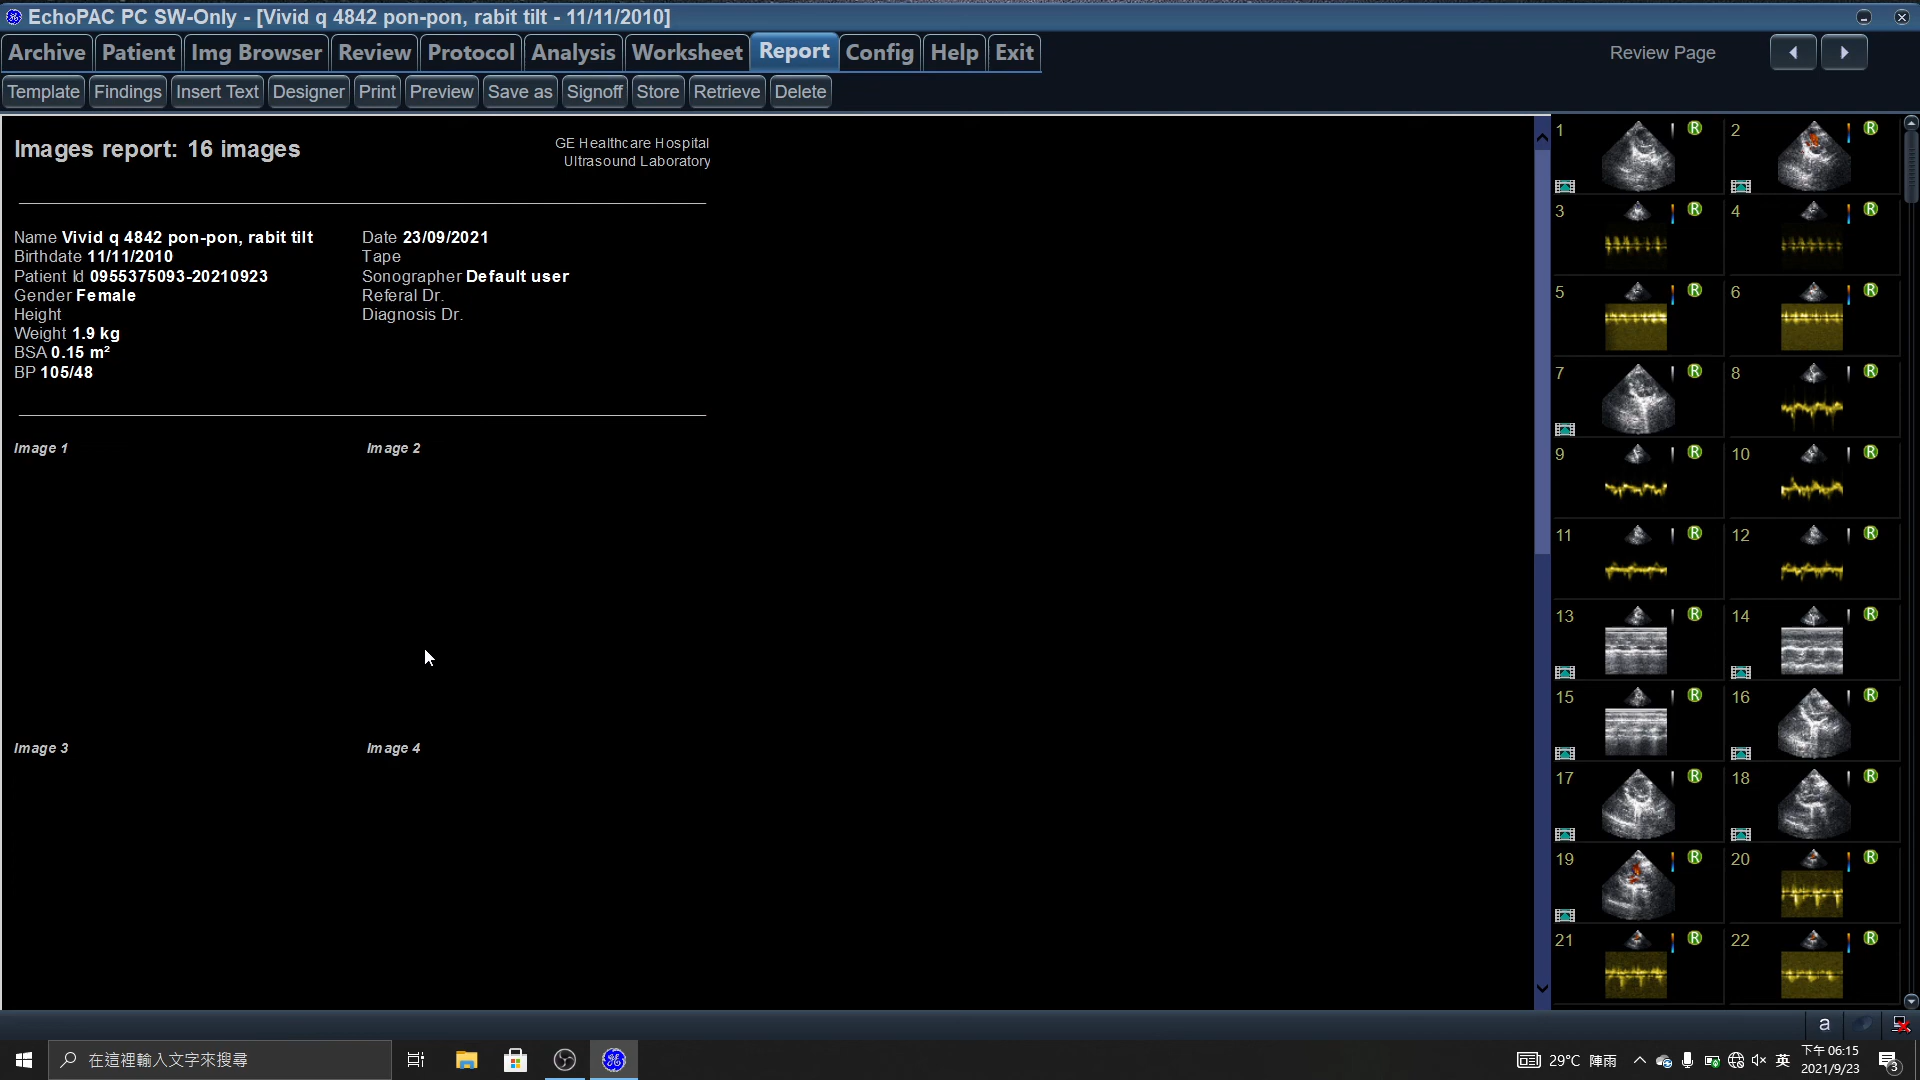 EchoPAC PC SW-Only - [Vivid q 4842 pon-pon, rabit tilt - 11/11/2010]
Archive Patient Img Browser Review Protocol Analysis Worksheet Report Config Help Exit Review Page
Template Findings Insert Text Designer Print Preview Save as Signoff Store Retrieve Delete
Images report: 16 images
GE Healthcare Hospital
Ultrasound Laboratory
Name Vivid q 4842 pon-pon, rabit tilt
Birthdate 11/11/2010
Patient Id 0955375093-20210923
Gender Female
Height
Weight 1.9 kg
BSA 0.15 m²
BP 105/48
Date 23/09/2021
Tape
Sonographer Default user
Referal Dr.
Diagnosis Dr.
Image 1 Image 2
Image 3 Image 4
1 R 2 R
3 R 4 R
5 R 6 R
7 R 8 R
9 R 10 R
11 R 12 R
13 R 14 R
15 R 16 R
17 R 18 R
19 R 20 R
21 R 22 R
a
在這裡輸入文字來搜尋
29°C 陣雨
英
下午 06:15
2021/9/23
3